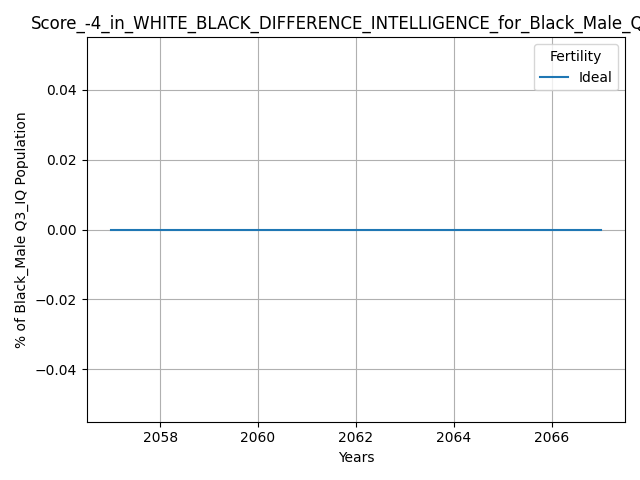 Score_-4_in_WHITE_BLACK_DIFFERENCE_INTELLIGENCE_for_Black_Male_Q
Fertility
Ideal
% of Black_Male Q3_IQ Population
0.04
0.02
0.00
−0.02
−0.04
2058 2060 2062 2064 2066
Years